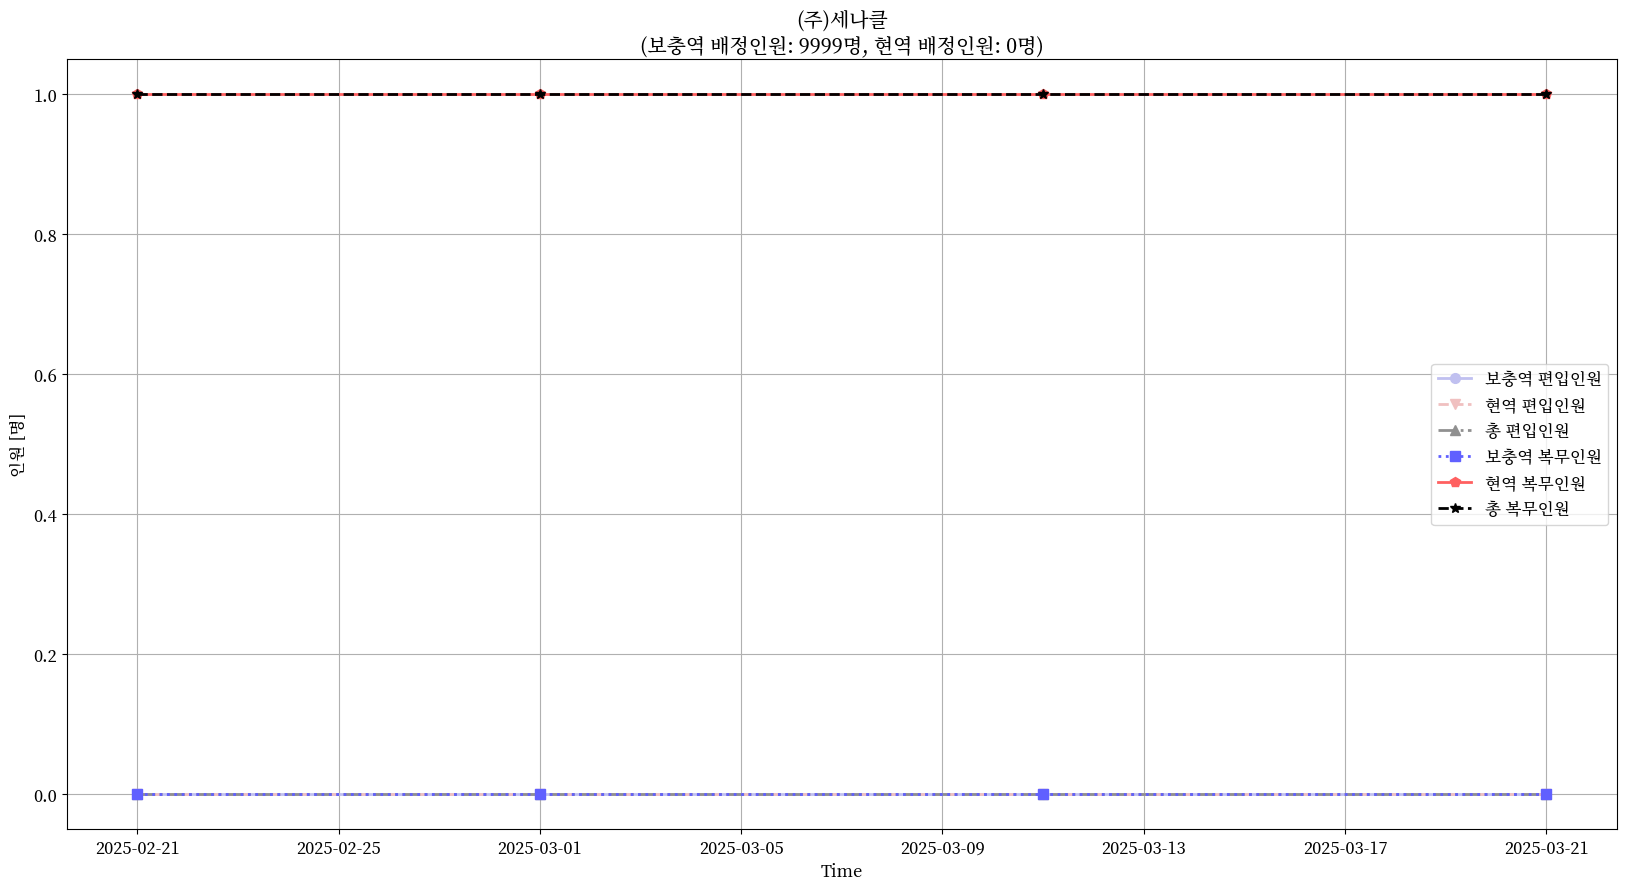 (주)세나클
(보충역 배정인원: 9999명, 현역 배정인원: 0명)
인원 [명]
1.0
0.8
0.6
0.4
0.2
0.0
보충역 편입인원
현역 편입인원
총 편입인원
보충역 복무인원
현역 복무인원
총 복무인원
2025-02-21
2025-02-25
2025-03-01
2025-03-05
2025-03-09
2025-03-13
2025-03-17
2025-03-21
Time